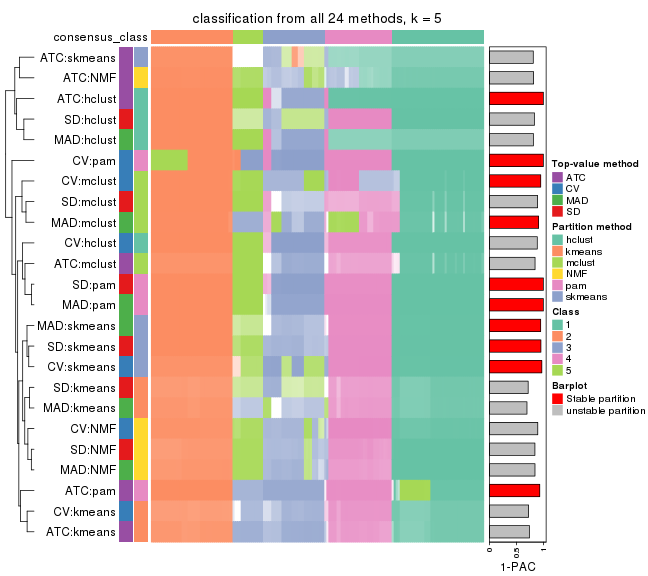 classification from all 24 methods, k = 5
consensus_class
ATC:skmeans
ATC:NMF
ATC:hclust
SD:hclust
MAD:hclust
CV:pam
CV:mclust
SD:mclust
MAD:mclust
CV:hclust
ATC:mclust
SD:pam
MAD:pam
MAD:skmeans
SD:skmeans
CV:skmeans
SD:kmeans
MAD:kmeans
CV:NMF
SD:NMF
MAD:NMF
ATC:pam
CV:kmeans
ATC:kmeans
0 0.5 1
1-PAC
Top-value method
ATC
CV
MAD
SD
Partition method
hclust
kmeans
mclust
NMF
pam
skmeans
Class
1
2
3
4
5
Barplot
Stable partition
unstable partition